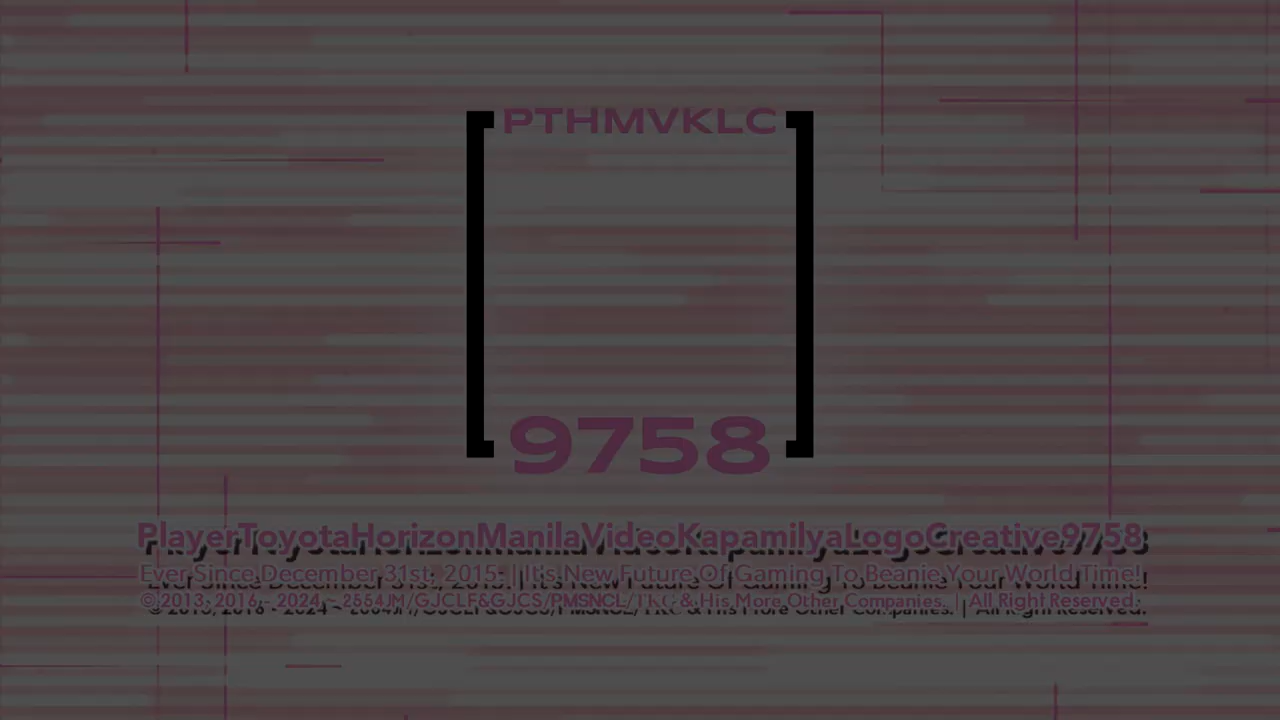 PTHMVKLC
9758
PlayerToyotaHorizonManilaVideoKapamilyaLogoCreative9758
Ever Since December 31st, 2015- | It's New Future Of Gaming To Beanie Your World Time!
©2013, 2016 - 2024 ~ JM/GJCLF&GJCS/PMSNCL/TKC & His More Other Companies. | All Right Reserved.